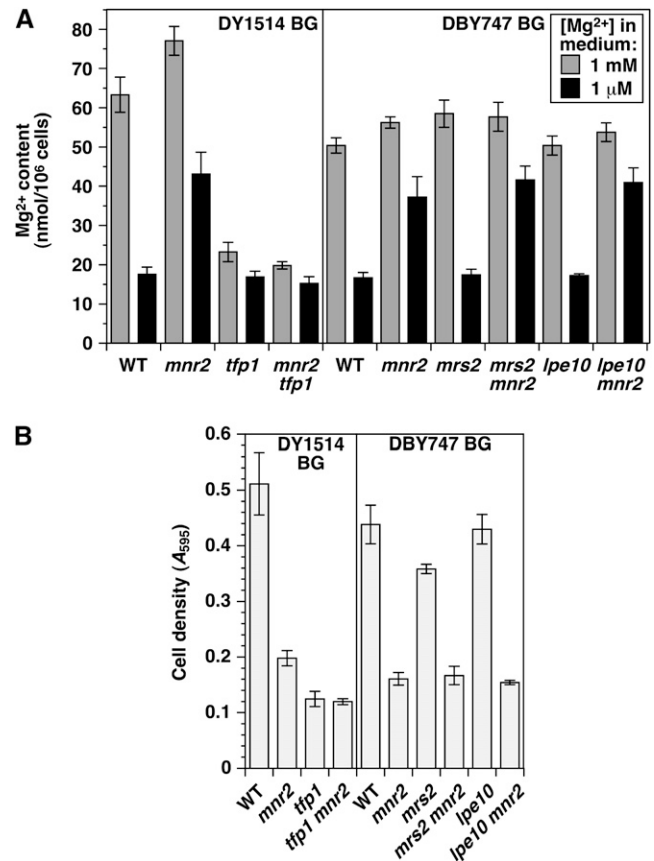 A
DY1514 BG
DBY747 BG
[Mg2+] in
medium:
1 mM
1 µM
Mg2+ content
(nmol/10⁶ cells)
80
70
60
50
40
30
20
10
0
WT
mnr2
tfp1
mnr2
tfp1
WT
mnr2
mrs2
mrs2
mnr2
lpe10
lpe10
mnr2
B
DY1514
BG
DBY747 BG
Cell density (A595)
0.6
0.5
0.4
0.3
0.2
0.1
0
WT
mnr2
tfp1
tfp1 mnr2
WT
mnr2
mrs2
mrs2 mnr2
lpe10
lpe10 mnr2